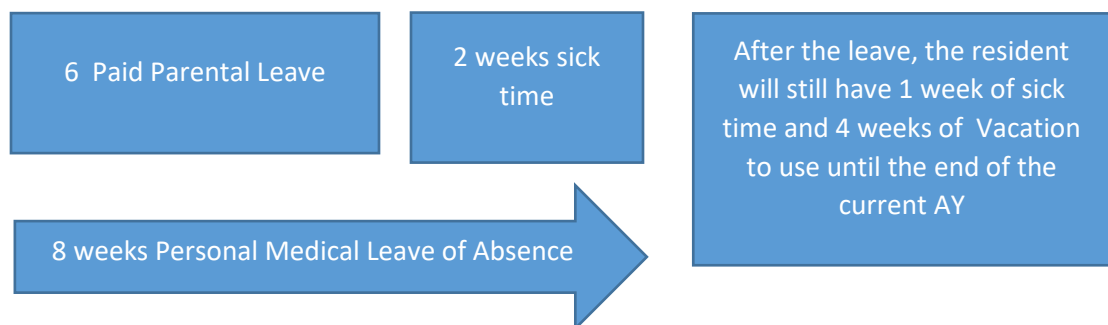 6 Paid Parental Leave
2 weeks sick
time
After the leave, the resident
will still have 1 week of sick
time and 4 weeks of Vacation
to use until the end of the
current AY
8 weeks Personal Medical Leave of Absence